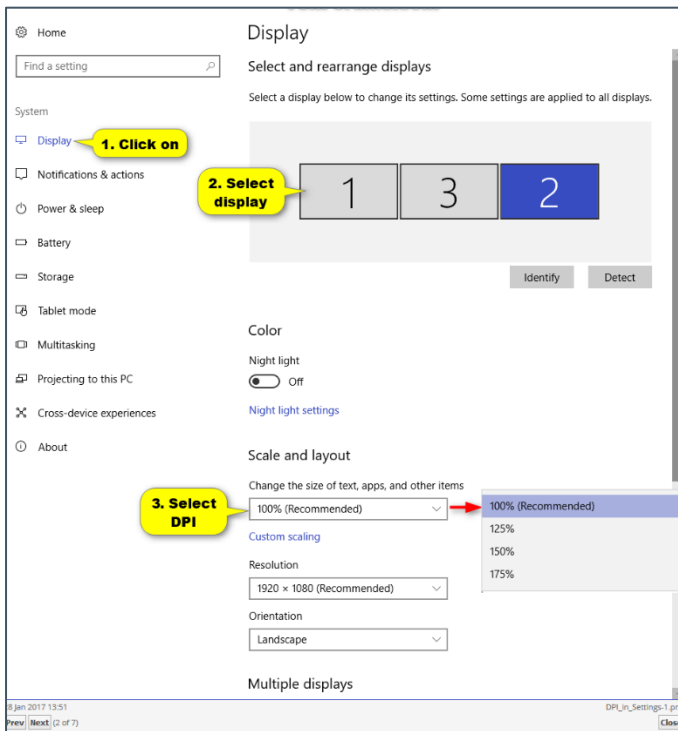 Home
Find a setting
System
Display
1. Click on
Notifications & actions
Power & sleep
Battery
Storage
Tablet mode
Multitasking
Projecting to this PC
Cross-device experiences
About
Display
Select and rearrange displays
Select a display below to change its settings. Some settings are applied to all displays.
2. Select
display
1 3 2
Identify Detect
Color
Night light
Off
Night light settings
Scale and layout
Change the size of text, apps, and other items
3. Select
DPI
100% (Recommended)
100% (Recommended)
125%
150%
175%
Custom scaling
Resolution
1920 × 1080 (Recommended)
Orientation
Landscape
Multiple displays
8 Jan 2017 13:51 DPI_in_Settings-1.pr
Prev Next (2 of 7) Clos